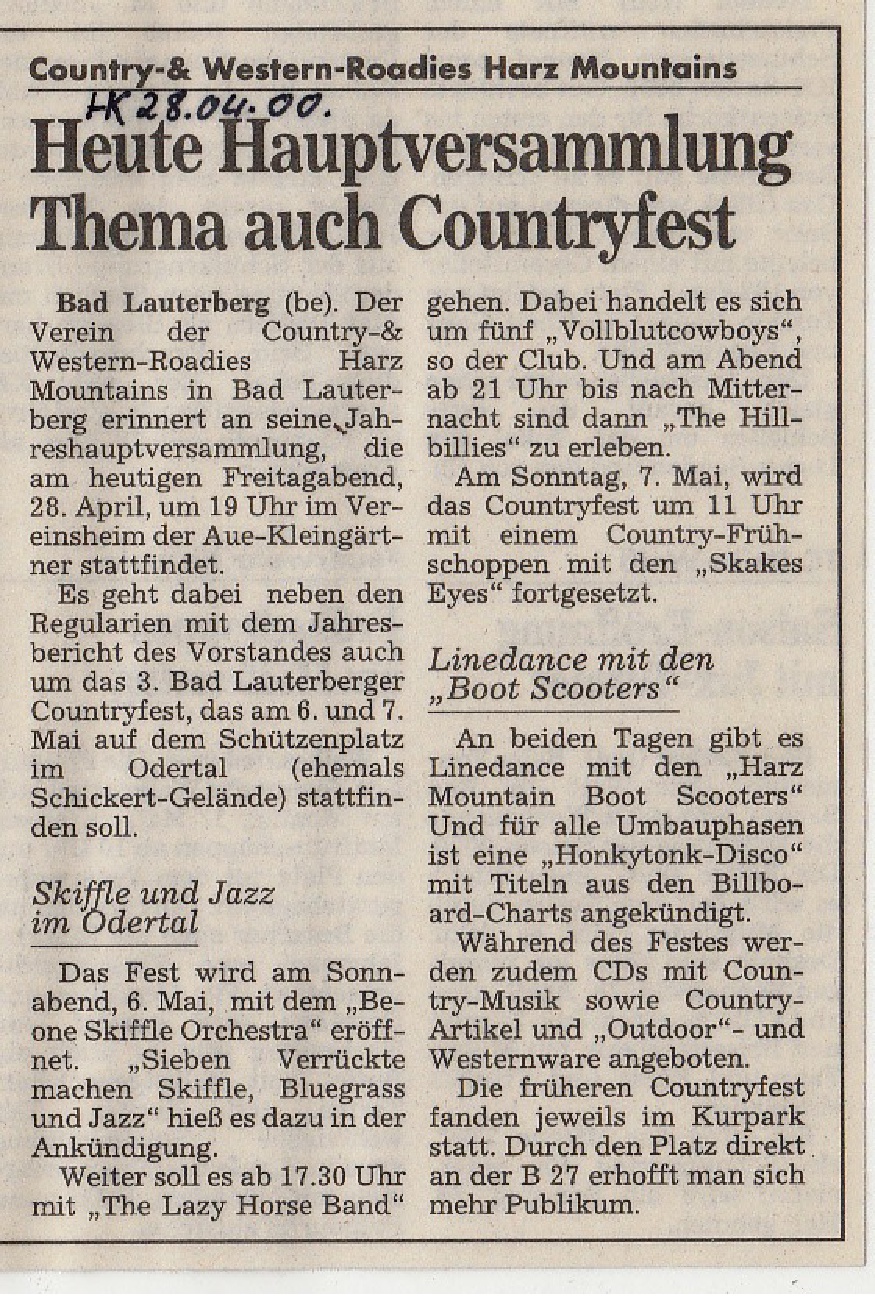 Country-& Western-Roadies Harz Mountains
HK 28.04.00.
Heute Hauptversammlung
Thema auch Countryfest
Bad Lauterberg (be). Der
Verein der Country-&
Western-Roadies Harz
Mountains in Bad Lauter-
berg erinnert an seine Jah-
reshauptversammlung, die
am heutigen Freitagabend,
28. April, um 19 Uhr im Ver-
einsheim der Aue-Kleingärt-
ner stattfindet.
Es geht dabei neben den
Regularien mit dem Jahres-
bericht des Vorstandes auch
um das 3. Bad Lauterberger
Countryfest, das am 6. und 7.
Mai auf dem Schützenplatz
im Odertal (ehemals
Schickert-Gelände) stattfin-
den soll.
Skiffle und Jazz
im Odertal
Das Fest wird am Sonn-
abend, 6. Mai, mit dem „Be-
one Skiffle Orchestra“ eröff-
net. „Sieben Verrückte
machen Skiffle, Bluegrass
und Jazz“ hieß es dazu in der
Ankündigung.
Weiter soll es ab 17.30 Uhr
mit „The Lazy Horse Band“
gehen. Dabei handelt es sich
um fünf „Vollblutcowboys“,
so der Club. Und am Abend
ab 21 Uhr bis nach Mitter-
nacht sind dann „The Hill-
billies“ zu erleben.
Am Sonntag, 7. Mai, wird
das Countryfest um 11 Uhr
mit einem Country-Früh-
schoppen mit den „Skakes
Eyes“ fortgesetzt.
Linedance mit den
„Boot Scooters“
An beiden Tagen gibt es
Linedance mit den „Harz
Mountain Boot Scooters“
Und für alle Umbauphasen
ist eine „Honkytonk-Disco“
mit Titeln aus den Billbo-
ard-Charts angekündigt.
Während des Festes wer-
den zudem CDs mit Coun-
try-Musik sowie Country-
Artikel und „Outdoor“- und
Westernware angeboten.
Die früheren Countryfest
fanden jeweils im Kurpark
statt. Durch den Platz direkt
an der B 27 erhofft man sich
mehr Publikum.